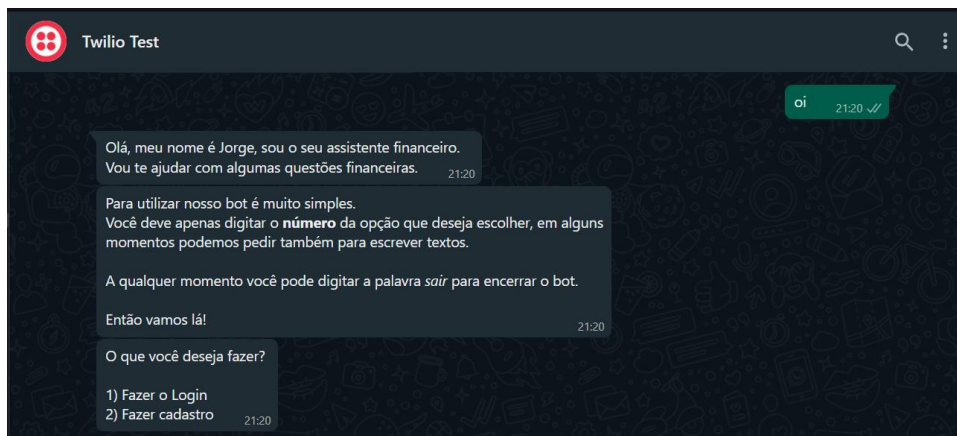 Twilio Test
oi
21:20
Olá, meu nome é Jorge, sou o seu assistente financeiro.
Vou te ajudar com algumas questões financeiras.
21:20
Para utilizar nosso bot é muito simples.
Você deve apenas digitar o número da opção que deseja escolher, em alguns
momentos podemos pedir também para escrever textos.
A qualquer momento você pode digitar a palavra sair para encerrar o bot.
Então vamos lá!
21:20
O que você deseja fazer?
1) Fazer o Login
2) Fazer cadastro
21:20